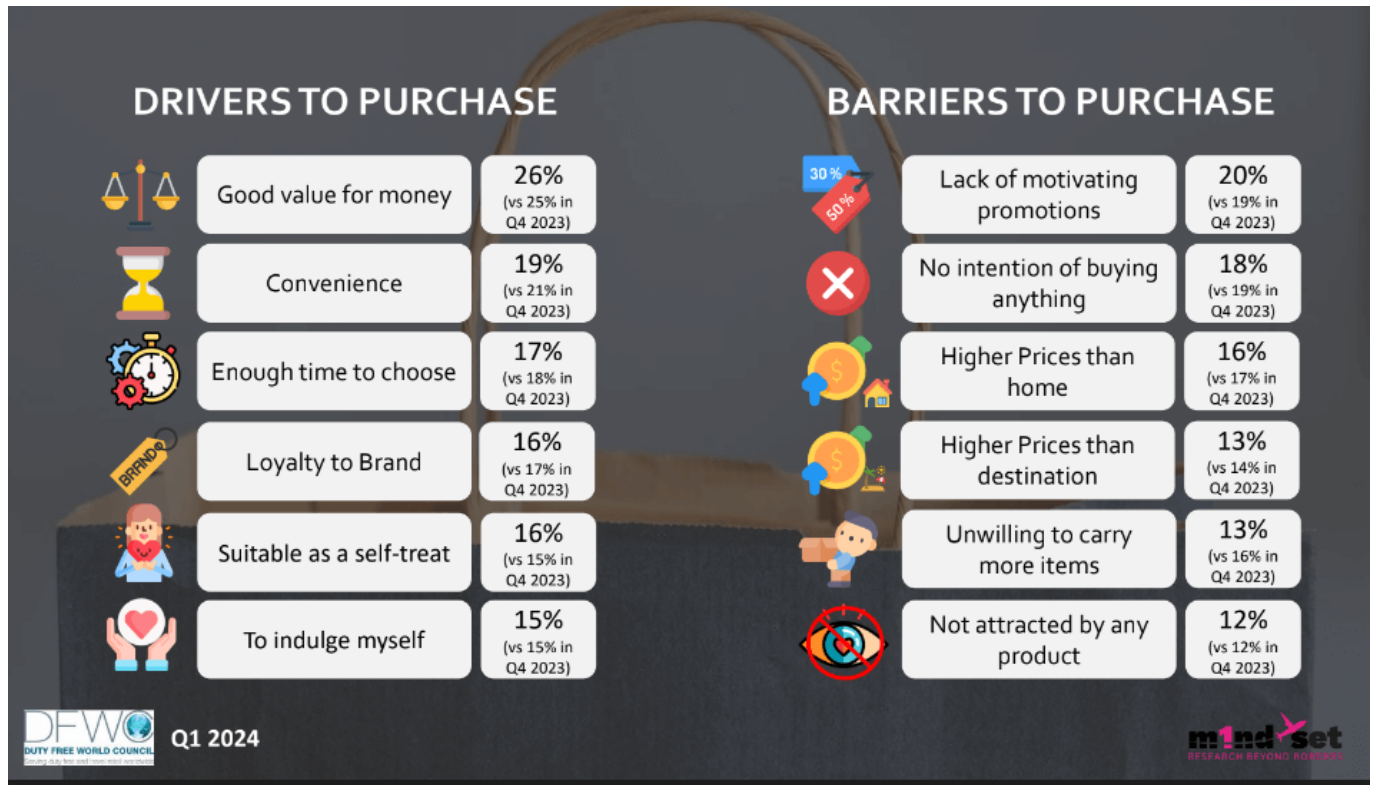 DRIVERS TO PURCHASE
Good value for money
26%
(vs 25% in
Q4 2023)
Convenience
19%
(vs 21% in
Q4 2023)
Enough time to choose
17%
(vs 18% in
Q4 2023)
BRAND
Loyalty to Brand
16%
(vs 17% in
Q4 2023)
Suitable as a self-treat
16%
(vs 15% in
Q4 2023)
To indulge myself
15%
(vs 15% in
Q4 2023)
BARRIERS TO PURCHASE
30 %
50 %
Lack of motivating
promotions
20%
(vs 19% in
Q4 2023)
No intention of buying
anything
18%
(vs 19% in
Q4 2023)
$
Higher Prices than
home
16%
(vs 17% in
Q4 2023)
$
Higher Prices than
destination
13%
(vs 14% in
Q4 2023)
Unwilling to carry
more items
13%
(vs 16% in
Q4 2023)
Not attracted by any
product
12%
(vs 12% in
Q4 2023)
DFWC
DUTY FREE WORLD COUNCIL
Serving duty free and travel retail worldwide
Q1 2024
m1nd-set
RESEARCH BEYOND BORDERS